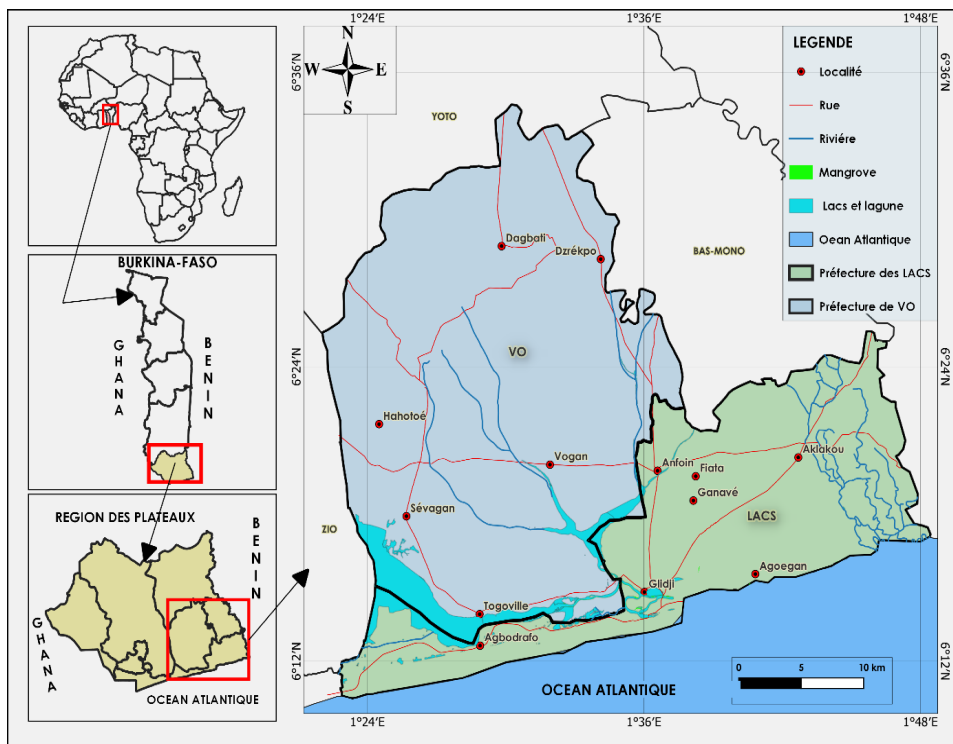 1°24'E
1°36'E
1°48'E
N
W E
S
6°36'N
6°36'N
LEGENDE
Localité
Rue
Riviére
Mangrove
Lacs et lagune
Oean Atlantique
Préfecture des LACS
Préfecture de VO
YOTO
Dagbati
Dzrékpo
BAS-MONO
BURKINA-FASO
GHANA
BENIN
VO
6°24'N
6°24'N
Hahotoé
Vogan
Anfoin
Fiata
Aklakou
Ganavé
Sévagan
LACS
ZIO
REGION DES PLATEAUX
BENIN
GHANA
OCEAN ATLANTIQUE
Agoegan
Glidji
Togoville
Agbodrafo
6°12'N
6°12'N
0 5 10 km
OCEAN ATLANTIQUE
1°24'E
1°36'E
1°48'E